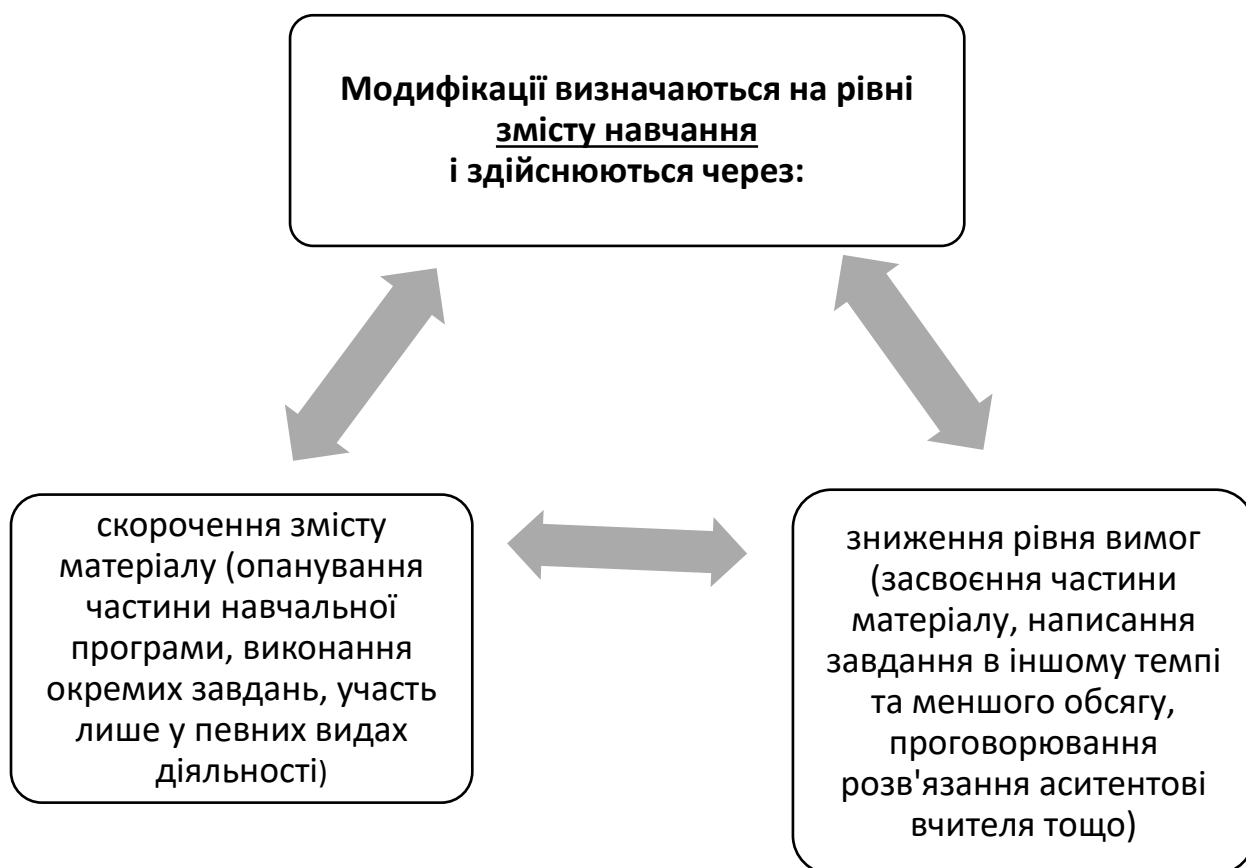 Модифікації визначаються на рівні
змісту навчання
і здійснюються через:
скорочення змісту
матеріалу (опанування
частини навчальної
програми, виконання
окремих завдань, участь
лише у певних видах
діяльності)
зниження рівня вимог
(засвоєння частини
матеріалу, написання
завдання в іншому темпі
та меншого обсягу,
проговорювання
розв'язання аситентові
вчителя тощо)